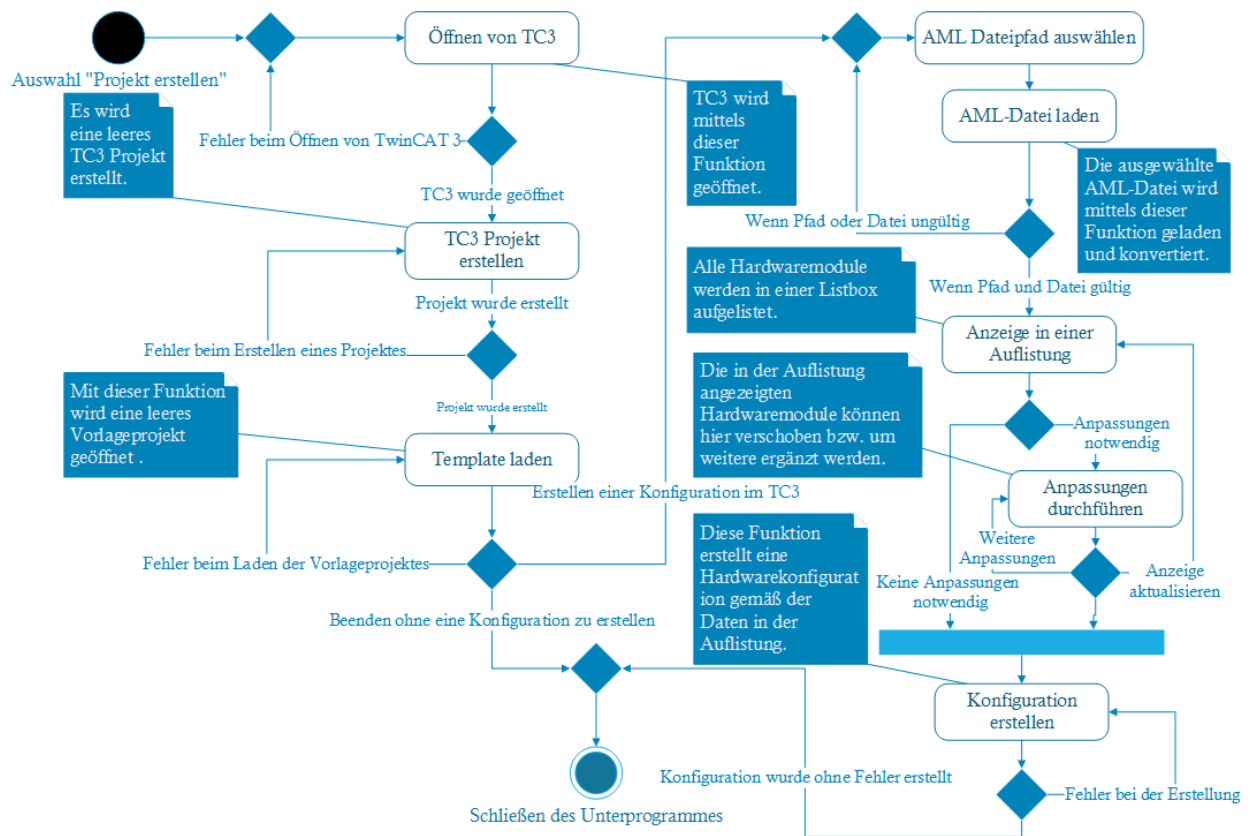 Auswahl "Projekt erstellen"
Öffnen von TC3
Es wird
eine leeres
TC3 Projekt
erstellt.
Fehler beim Öffnen von TwinCAT 3
TC3 wurde geöffnet
TC3 wird
mittels
dieser
Funktion
geöffnet.
TC3 Projekt
erstellen
Projekt wurde erstellt
Fehler beim Erstellen eines Projektes
Projekt wurde erstellt
Mit dieser Funktion
wird eine leeres
Vorlageprojekt
geöffnet .
Template laden
Erstellen einer Konfiguration im TC3
Fehler beim Laden der Vorlageprojektes
Beenden ohne eine Konfiguration zu erstellen
Schließen des Unterprogrammes
AML Dateipfad auswählen
AML-Datei laden
Die ausgewählte
AML-Datei wird
mittels dieser
Funktion geladen
und konvertiert.
Wenn Pfad oder Datei ungültig
Wenn Pfad und Datei gültig
Alle Hardwaremodule
werden in einer Listbox
aufgelistet.
Anzeige in einer
Auflistung
Die in der Auflistung
angezeigten
Hardwaremodule können
hier verschoben bzw. um
weitere ergänzt werden.
Anpassungen
notwendig
Anpassungen
durchführen
Weitere
Anpassungen
Anzeige
aktualisieren
Keine Anpassungen
notwendig
Diese Funktion
erstellt eine
Hardwarekonfigurat
ion gemäß der
Daten in der
Auflistung.
Konfiguration
erstellen
Konfiguration wurde ohne Fehler erstellt
Fehler bei der Erstellung